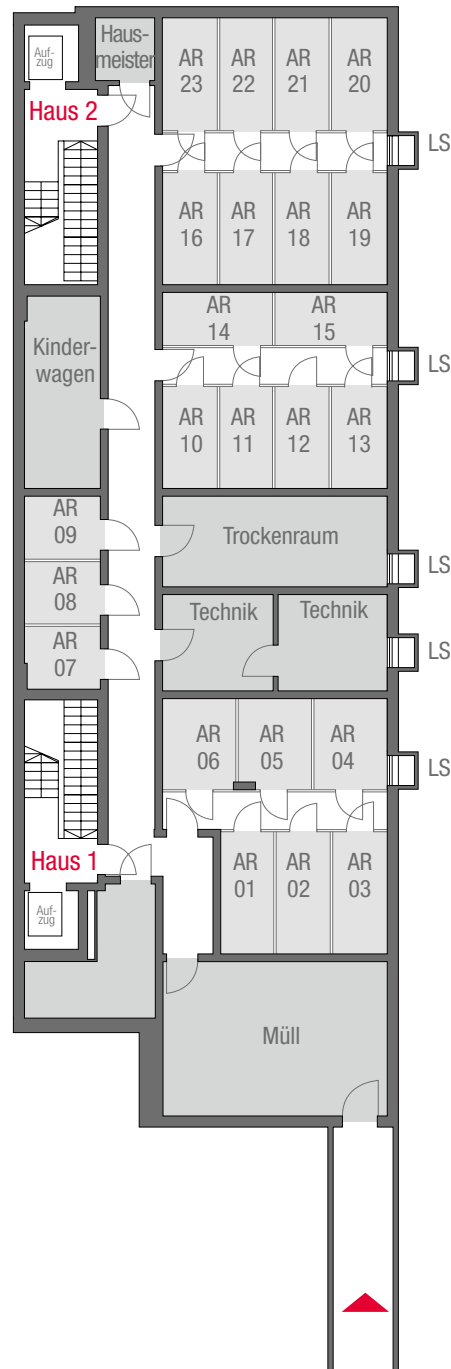 Auf-
zug
Haus-
meister
Haus 2
AR
23
AR
22
AR
21
AR
20
LS
AR
16
AR
17
AR
18
AR
19
AR
14
AR
15
Kinder-
wagen
LS
AR
10
AR
11
AR
12
AR
13
AR
09
Trockenraum
LS
AR
08
Technik
Technik
AR
07
LS
AR
06
AR
05
AR
04
LS
Haus 1
AR
01
AR
02
AR
03
Auf-
zug
Müll